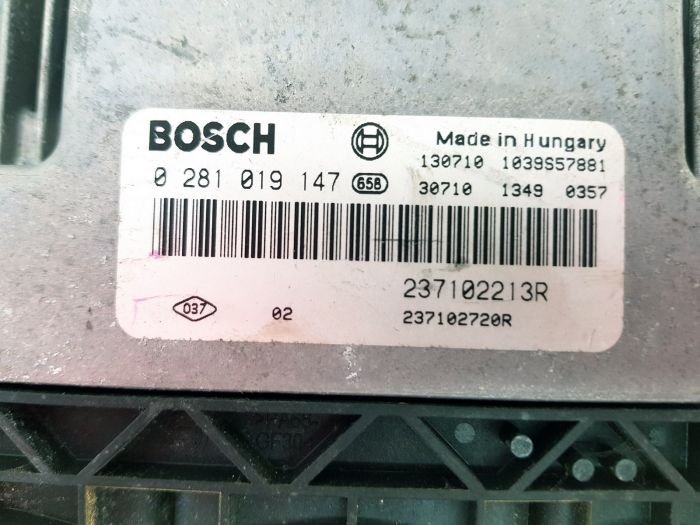 BOSCH Made in Hungary
130710 1039S57881
0 281 019 147 658 30710 1349 0357
237102213R
037 02 237102720R